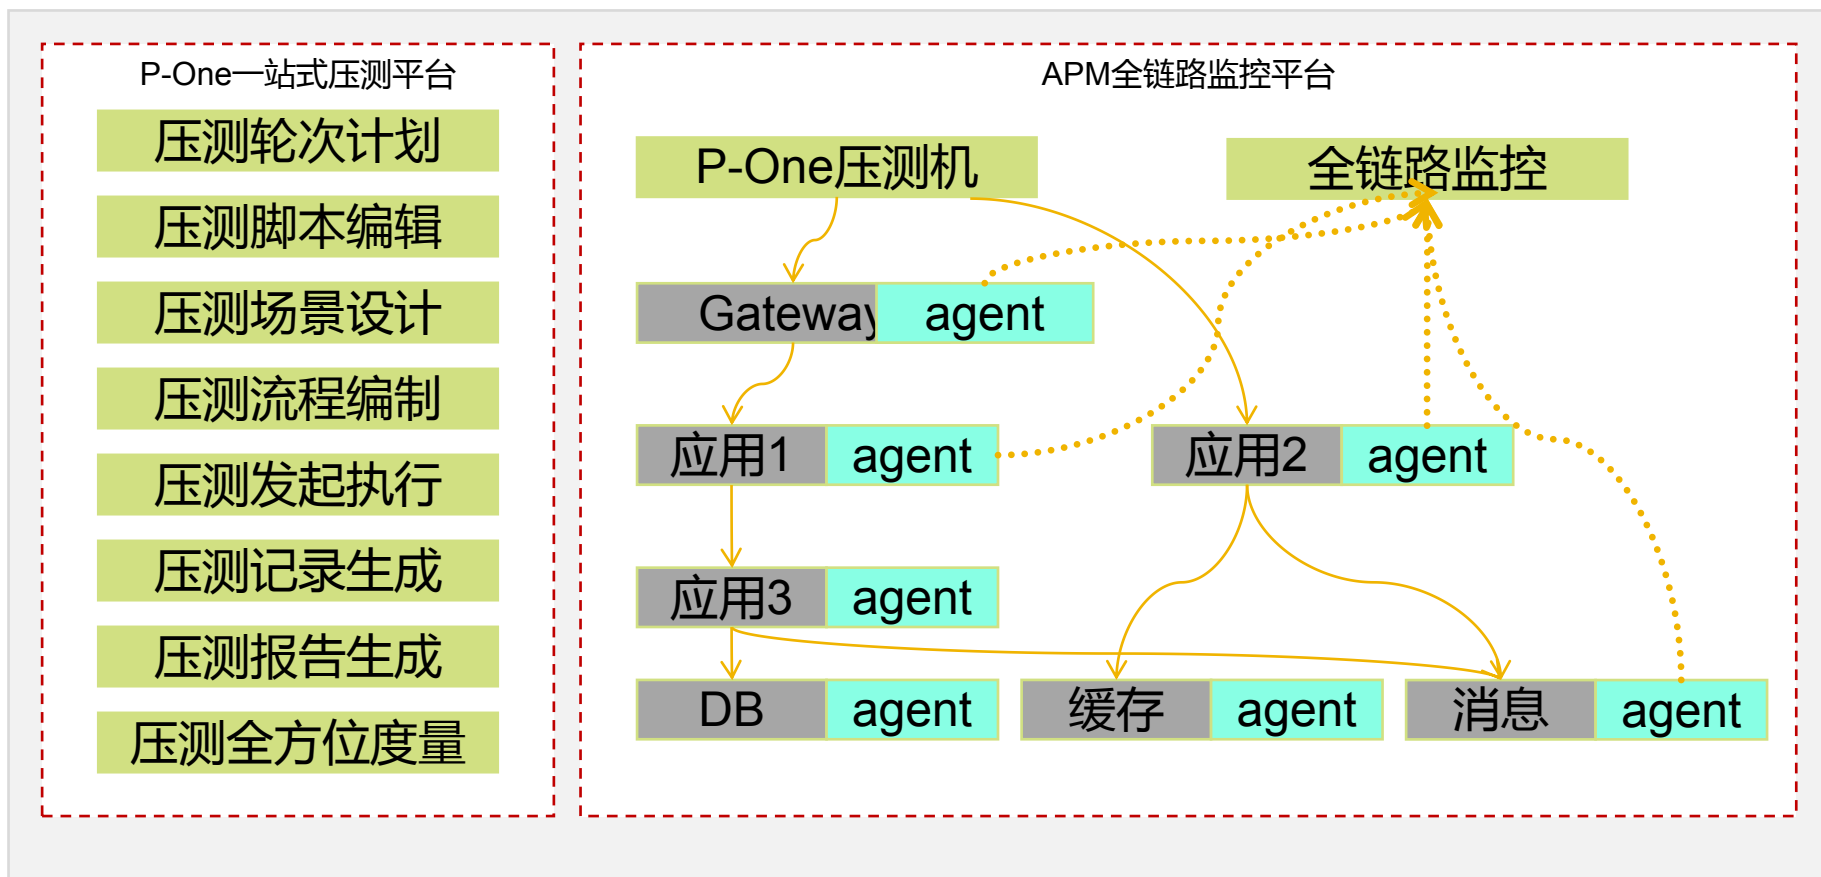 P-One一站式压测平台
压测轮次计划
压测脚本编辑
压测场景设计
压测流程编制
压测发起执行
压测记录生成
压测报告生成
压测全方位度量
APM全链路监控平台
P-One压测机
全链路监控
Gateway
agent
应用1
agent
应用2
agent
应用3
agent
DB
agent
缓存
agent
消息
agent